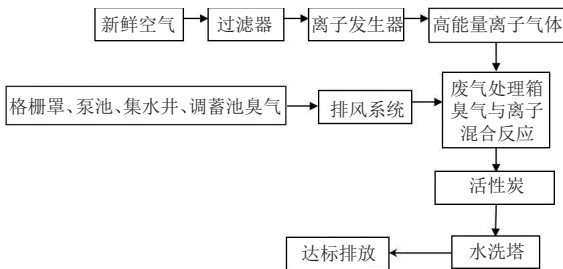 新鲜空气
过滤器
离子发生器
高能量离子气体
格栅罩、泵池、集水井、调蓄池臭气
排风系统
废气处理箱
臭气与离子
混合反应
活性炭
水洗塔
达标排放